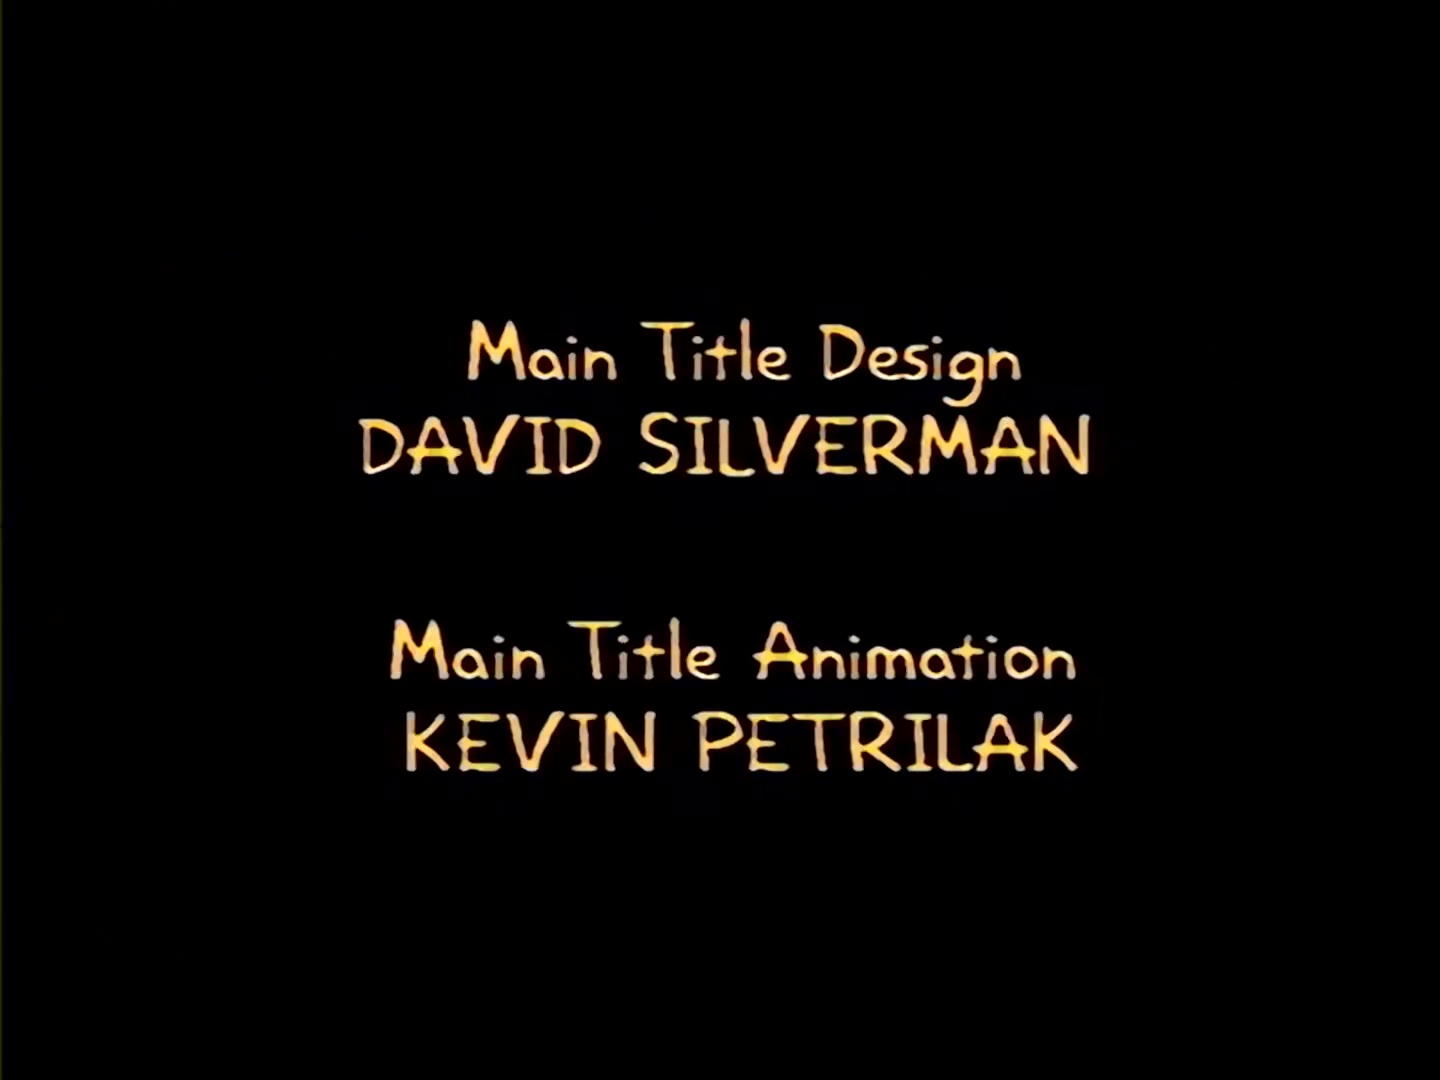 Main Title Design
DAVID SILVERMAN
Main Title Animation
KEVIN PETRILAK